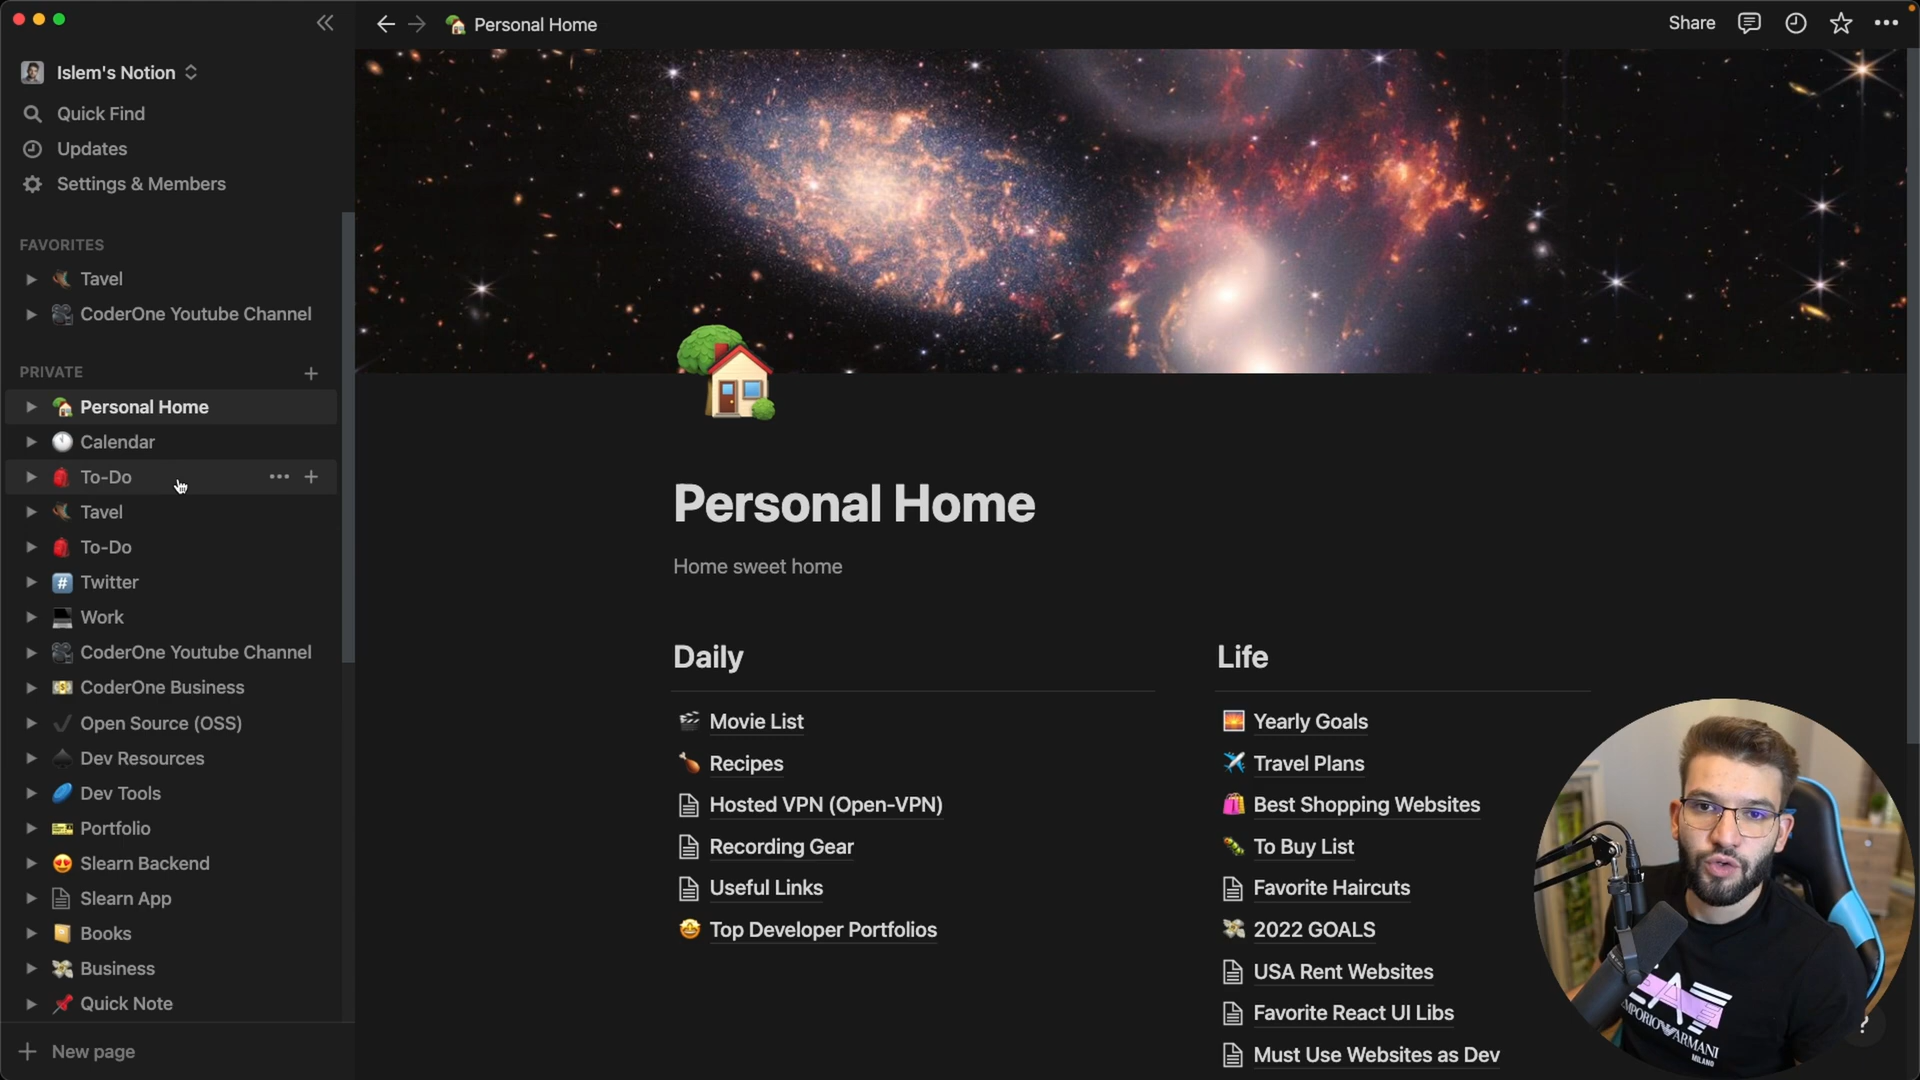 Islem's Notion
Quick Find
Updates
Settings & Members
FAVORITES
Tavel
CoderOne Youtube Channel
PRIVATE
Personal Home
Calendar
To-Do
Tavel
To-Do
Twitter
Work
CoderOne Youtube Channel
CoderOne Business
Open Source (OSS)
Dev Resources
Dev Tools
Portfolio
Slearn Backend
Slearn App
Books
Business
Quick Note
New page
Personal Home
Share
Personal Home
Home sweet home
Daily
Movie List
Recipes
Hosted VPN (Open-VPN)
Recording Gear
Useful Links
Top Developer Portfolios
Life
Yearly Goals
Travel Plans
Best Shopping Websites
To Buy List
Favorite Haircuts
2022 GOALS
USA Rent Websites
Favorite React UI Libs
Must Use Websites as Dev
EMPORIO ARMANI
MILANO
?